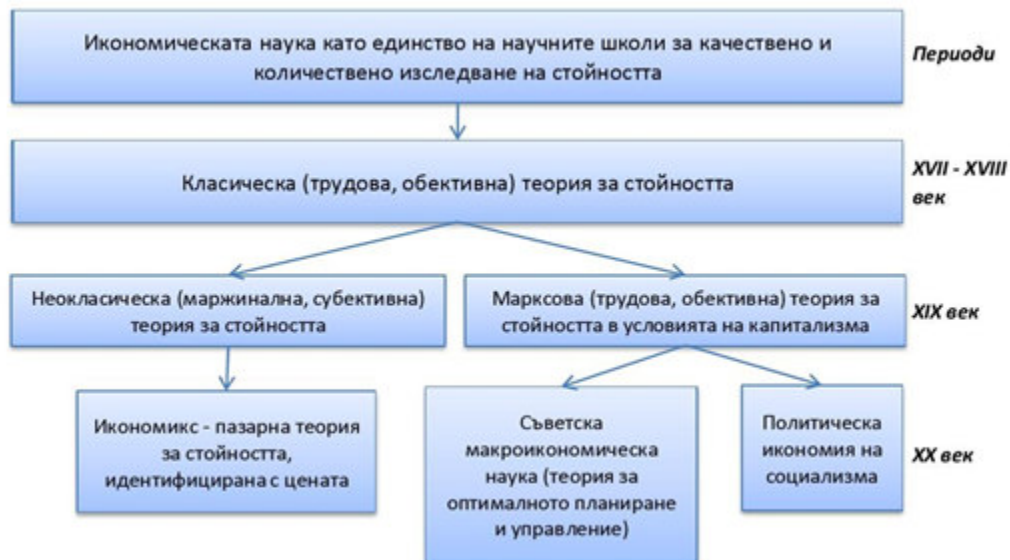 Икономическата наука като единство на научните школи за качествено и
количествено изследване на стойността
Периоди
Класическа (трудова, обективна) теория за стойността
XVII - XVIII
век
Неокласическа (маржинална, субективна)
теория за стойността
Марксова (трудова, обективна) теория за
стойността в условията на капитализма
XIX век
Икономикс - пазарна теория
за стойността,
идентифицирана с цената
Съветска
макроикономическа
наука (теория за
оптималното планиране
и управление)
Политическа
икономия на
социализма
XX век